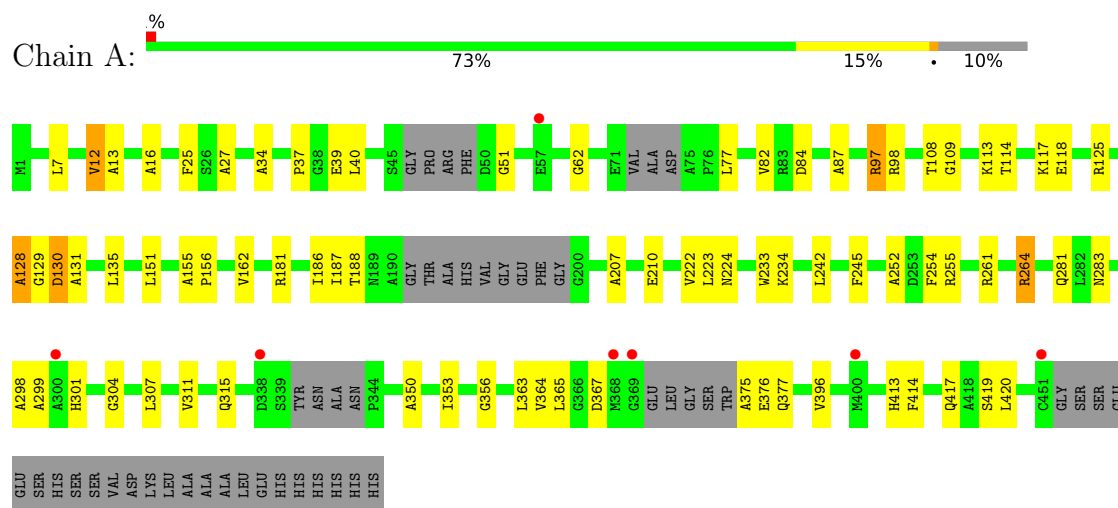 .%
Chain A:
73% 15% • 10%
M1 L7 V12 A13 A16 F25 S26 A27 A34 P37 G38 E39 L40 S45 GLY PRO ARG PHE D50 G51 E57 G62 E71 VAL ALA ASP A75 P76 L77 V82 R83 D84 A87 R97 R98 T108 G109 K113 T114 K117 E118 R125
A128 G129 D130 A131 L135 L151 A155 P156 V162 R181 I186 I187 T188 N189 A190 GLY THR ALA HIS VAL GLY GLU PHE GLY G200 A207 E210 V222 L223 N224 W233 K234 L242 F245 A252 D253 F254 R255 R261 R264 Q281 L282 N283
A298 A299 A300 H301 G304 L307 V311 Q315 D338 S339 TYR ASN ALA ASN P344 A350 I353 G356 L363 V364 L365 G366 D367 M368 G369 GLU LEU GLY SER TRP A375 E376 Q377 V396 M400 H413 F414 Q417 A418 S419 L420 C451 GLY SER SER
GLU SER HIS SER SER VAL ASP LYS LEU ALA ALA ALA LEU GLU HIS HIS HIS HIS HIS HIS